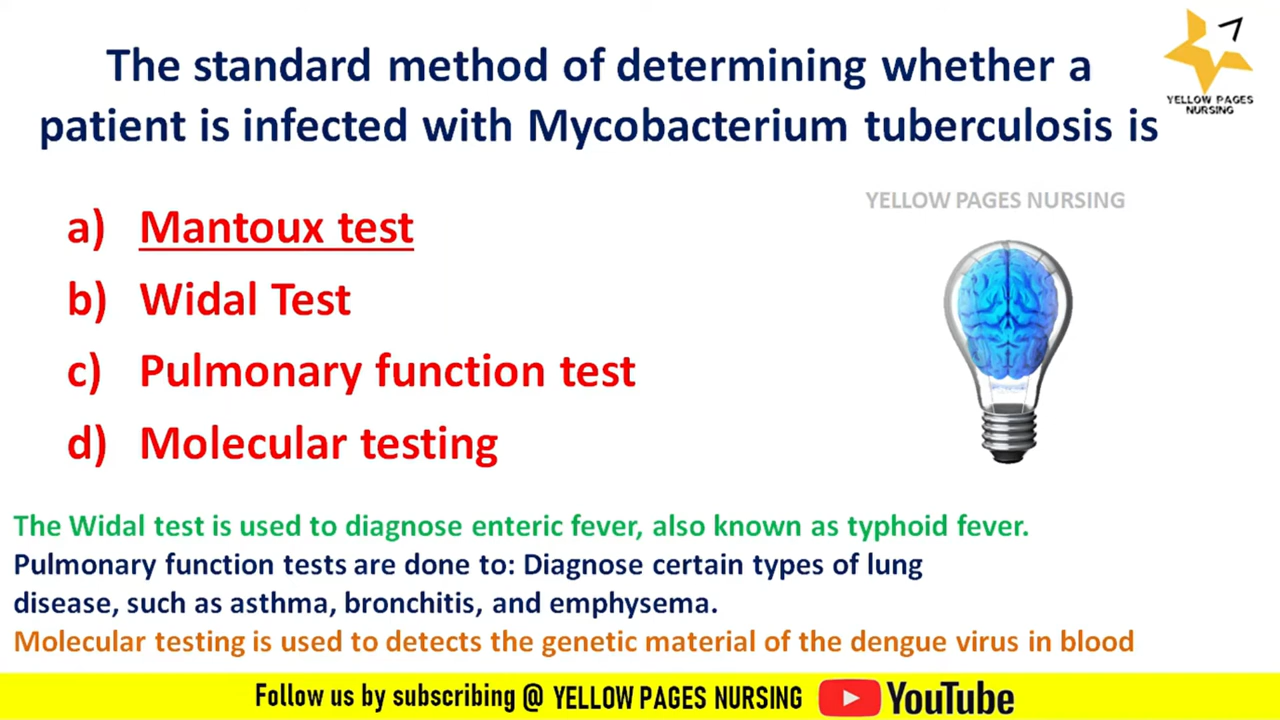 The standard method of determining whether a
patient is infected with Mycobacterium tuberculosis is
YELLOW PAGES
NURSING
a) Mantoux test
b) Widal Test
c) Pulmonary function test
d) Molecular testing
YELLOW PAGES NURSING
The Widal test is used to diagnose enteric fever, also known as typhoid fever.
Pulmonary function tests are done to: Diagnose certain types of lung
disease, such as asthma, bronchitis, and emphysema.
Molecular testing is used to detects the genetic material of the dengue virus in blood
Follow us by subscribing @ YELLOW PAGES NURSING YouTube